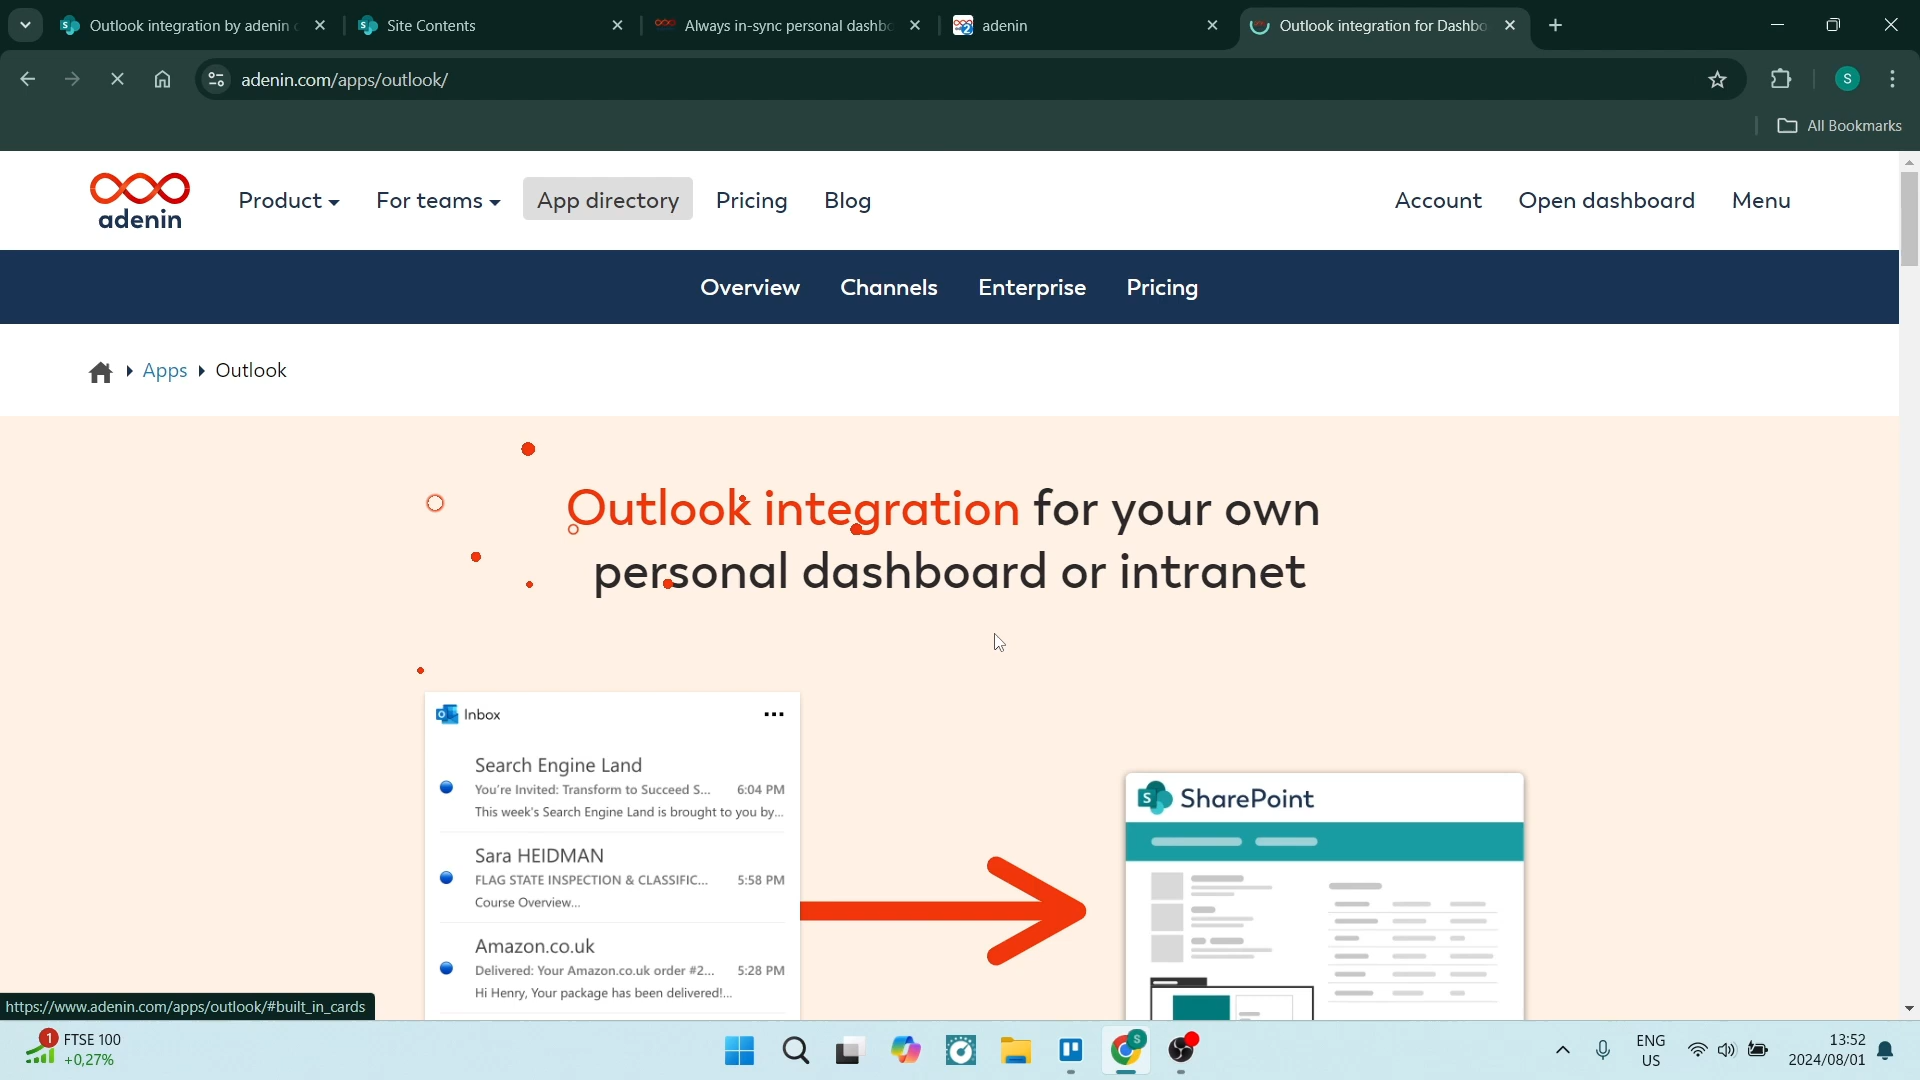 Outlook integration by adenin
Site Contents
Always in-sync personal dashbo
adenin
Outlook integration for Dashbo
adenin.com/apps/outlook/
S
All Bookmarks
adenin
Product
For teams
App directory
Pricing
Blog
Account
Open dashboard
Menu
Overview
Channels
Enterprise
Pricing
Apps
Outlook
Outlook integration for your own
personal dashboard or intranet
Inbox
Search Engine Land
You're Invited: Transform to Succeed S... 6:04 PM
This week's Search Engine Land is brought to you by...
Sara HEIDMAN
FLAG STATE INSPECTION & CLASSIFIC... 5:58 PM
Course Overview...
Amazon.co.uk
Delivered: Your Amazon.co.uk order #2... 5:28 PM
Hi Henry, Your package has been delivered!...
SharePoint
https://www.adenin.com/apps/outlook/#built_in_cards
1
FTSE 100
+0,27%
ENG
US
13:52
2024/08/01